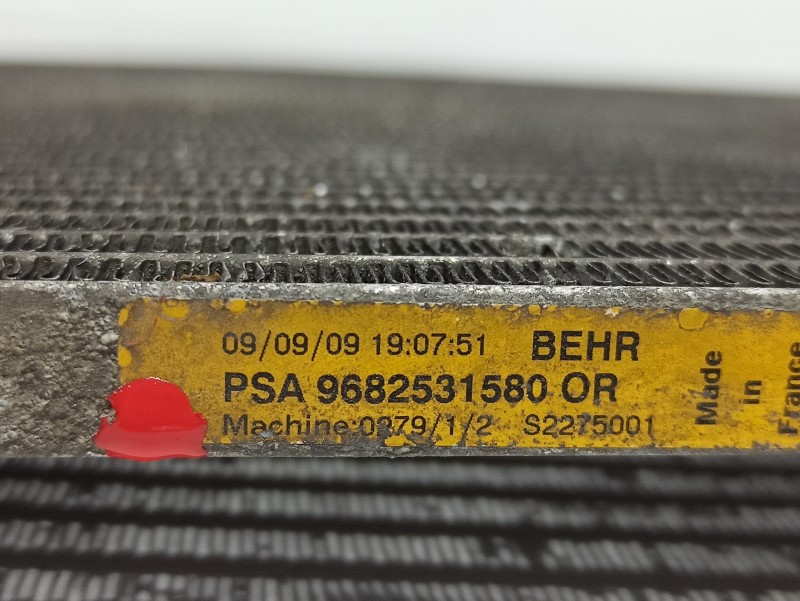 09/09/09 19:07:51 BEHR
PSA 9682531580 OR
Machine 0379/1/2 S2275001
Made
in
France